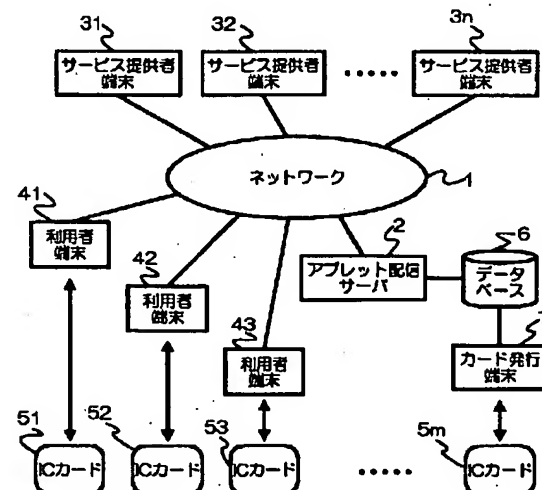 31
32
3n
サービス提供者
端末
サービス提供者
端末
・・・・・
サービス提供者
端末
ネットワーク
1
41
利用者
端末
42
利用者
端末
43
利用者
端末
2
アプレット配信
サーバ
6
データ
ベース
カード発行
端末
51
ICカード
52
ICカード
53
ICカード
・・・・・
5m
ICカード